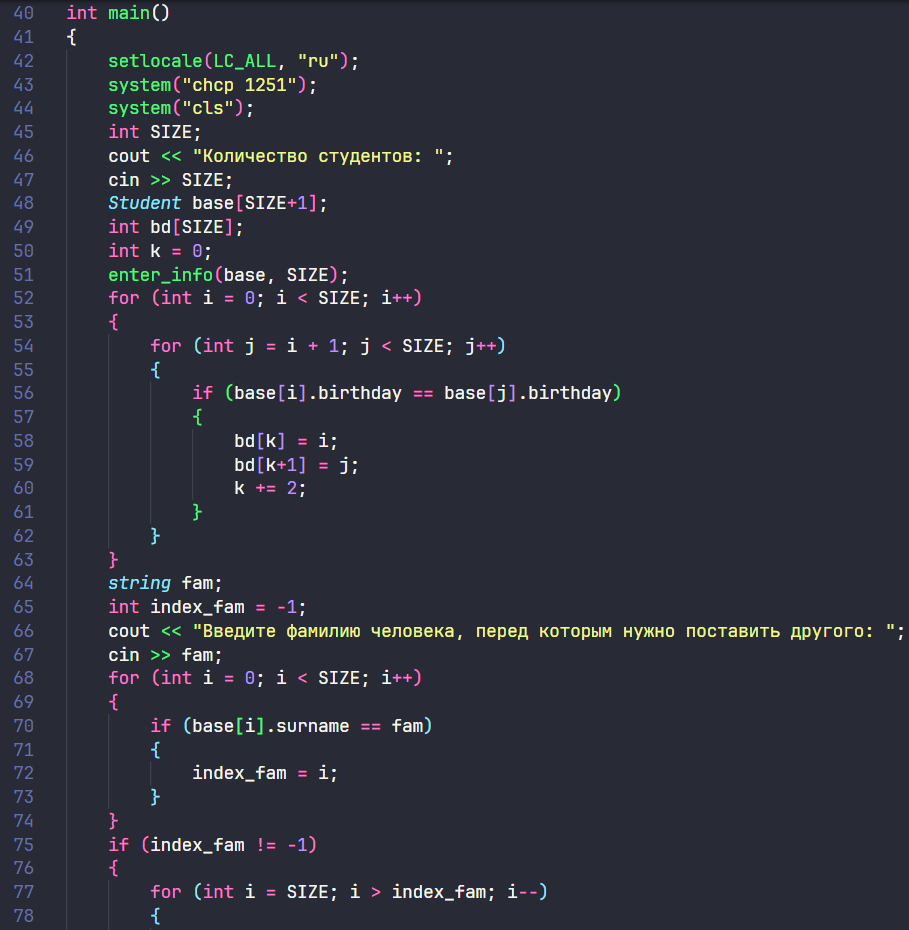 40 int main()
41 {
42     setlocale(LC_ALL, "ru");
43     system("chcp 1251");
44     system("cls");
45     int SIZE;
46     cout << "Количество студентов: ";
47     cin >> SIZE;
48     Student base[SIZE+1];
49     int bd[SIZE];
50     int k = 0;
51     enter_info(base, SIZE);
52     for (int i = 0; i < SIZE; i++)
53     {
54         for (int j = i + 1; j < SIZE; j++)
55         {
56             if (base[i].birthday == base[j].birthday)
57             {
58                 bd[k] = i;
59                 bd[k+1] = j;
60                 k += 2;
61             }
62         }
63     }
64     string fam;
65     int index_fam = -1;
66     cout << "Введите фамилию человека, перед которым нужно поставить другого: ";
67     cin >> fam;
68     for (int i = 0; i < SIZE; i++)
69     {
70         if (base[i].surname == fam)
71         {
72             index_fam = i;
73         }
74     }
75     if (index_fam != -1)
76     {
77         for (int i = SIZE; i > index_fam; i--)
78         {